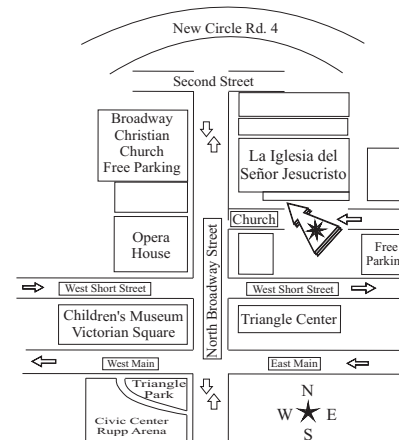 New Circle Rd. 4
Second Street
Broadway
Christian
Church
Free Parking
La Iglesia del
Señor Jesucristo
Church
Opera
House
North Broadway Street
Free
Parking
West Short Street
West Short Street
Children's Museum
Victorian Square
Triangle Center
West Main
East Main
Triangle
Park
Civic Center
Rupp Arena
N
W E
S